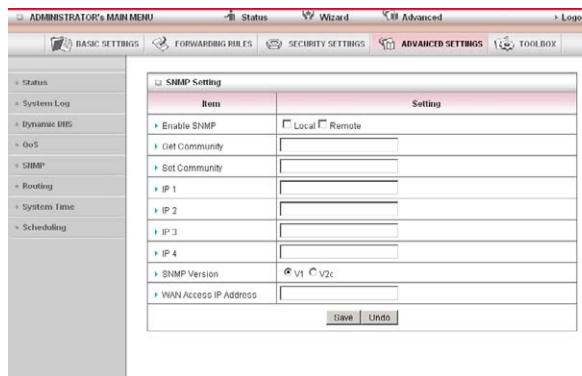 ADMINISTRATOR's MAIN MENU Status Wizard Advanced Logo
BASIC SETTINGS FORWARDING RULES SECURITY SETTINGS ADVANCED SETTINGS TOOLBOX
Status
System Log
Dynamic DNS
QoS
SNMP
Routing
System Time
Scheduling
SNMP Setting
Item Setting
Enable SNMP Local Remote
Get Community
Set Community
IP 1
IP 2
IP 3
IP 4
SNMP Version V1 V2c
WAN Access IP Address
Save Undo